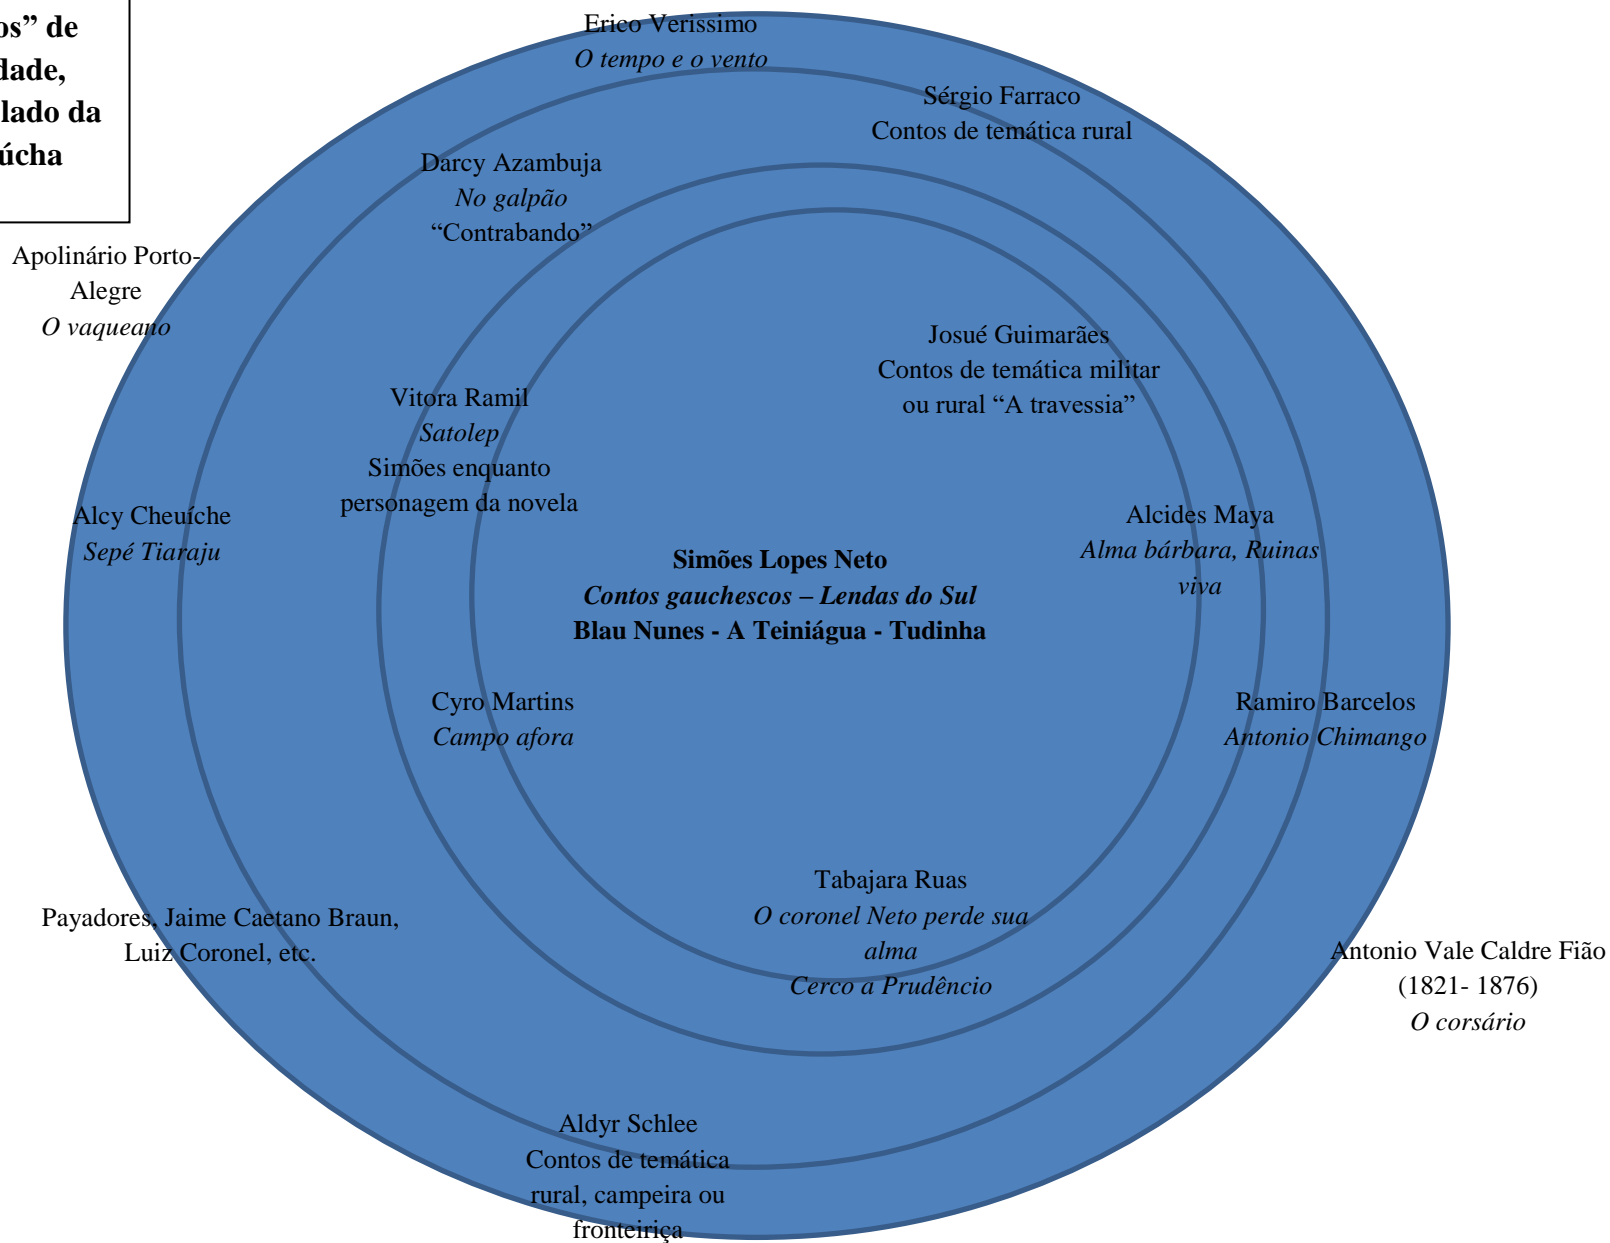 os” de
dade,
lado da
úcha
Erico Verissimo
O tempo e o vento
Sérgio Farraco
Contos de temática rural
Darcy Azambuja
No galpão
“Contrabando”
Apolinário Porto-
Alegre
O vaqueano
Josué Guimarães
Contos de temática militar
ou rural “A travessia”
Vitora Ramil
Satolep
Simões enquanto
personagem da novela
Alcy Cheuíche
Sepé Tiaraju
Alcides Maya
Alma bárbara, Ruinas
viva
Simões Lopes Neto
Contos gauchescos – Lendas do Sul
Blau Nunes - A Teiniágua - Tudinha
Cyro Martins
Campo afora
Ramiro Barcelos
Antonio Chimango
Tabajara Ruas
O coronel Neto perde sua
alma
Cerco a Prudêncio
Payadores, Jaime Caetano Braun,
Luiz Coronel, etc.
Antonio Vale Caldre Fião
(1821- 1876)
O corsário
Aldyr Schlee
Contos de temática
rural, campeira ou
fronteiriça